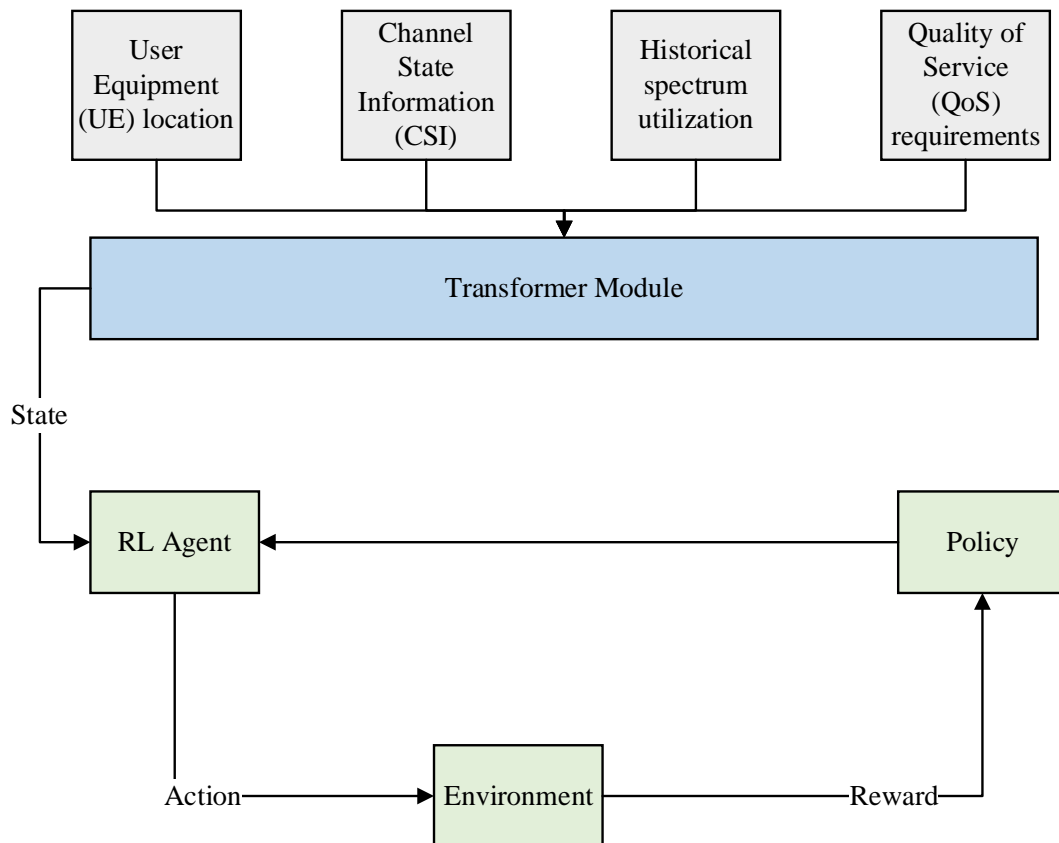 User
Equipment
(UE) location
Channel
State
Information
(CSI)
Historical
spectrum
utilization
Quality of
Service
(QoS)
requirements
Transformer Module
State
RL Agent
Policy
Action
Environment
Reward